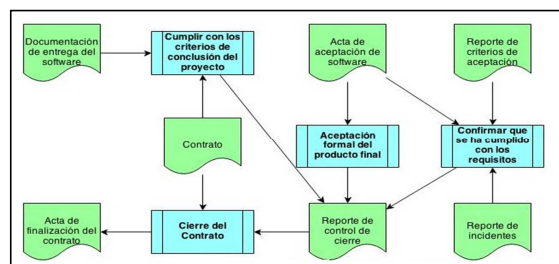 Documentación
de entrega del
software
Cumplir con los
criterios de
conclusión del
proyecto
Acta de
aceptación de
software
Reporte de
criterios de
aceptación
Contrato
Aceptación
formal del
producto final
Confirmar que
se ha cumplido
con los
requisitos
Acta de
finalización del
contrato
Cierre del
Contrato
Reporte de
control de
cierre
Reporte de
incidentes